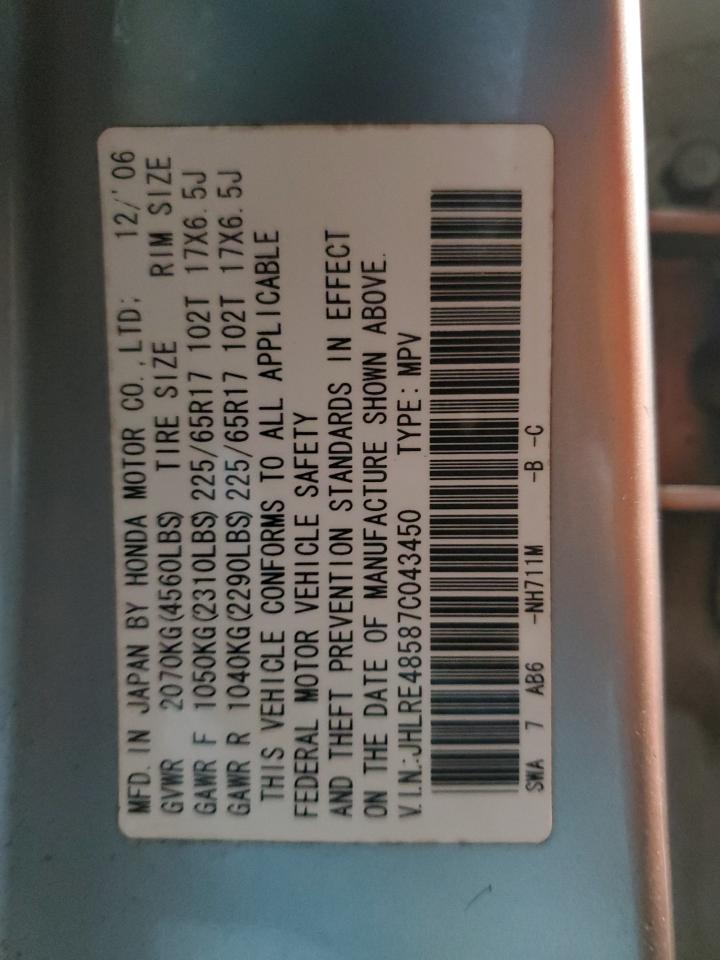 MFD. IN JAPAN BY HONDA MOTOR CO., LTD; 12/'06
GVWR 2070KG(4560LBS) TIRE SIZE RIM SIZE
GAWR F 1050KG(2310LBS) 225/65R17 102T 17X6.5J
GAWR R 1040KG(2290LBS) 225/65R17 102T 17X6.5J
THIS VEHICLE CONFORMS TO ALL APPLICABLE
FEDERAL MOTOR VEHICLE SAFETY
AND THEFT PREVENTION STANDARDS IN EFFECT
ON THE DATE OF MANUFACTURE SHOWN ABOVE.
V.I.N.:JHLRE48587C043450 TYPE: MPV
SWA 7 AB6 -NH711M -B -C